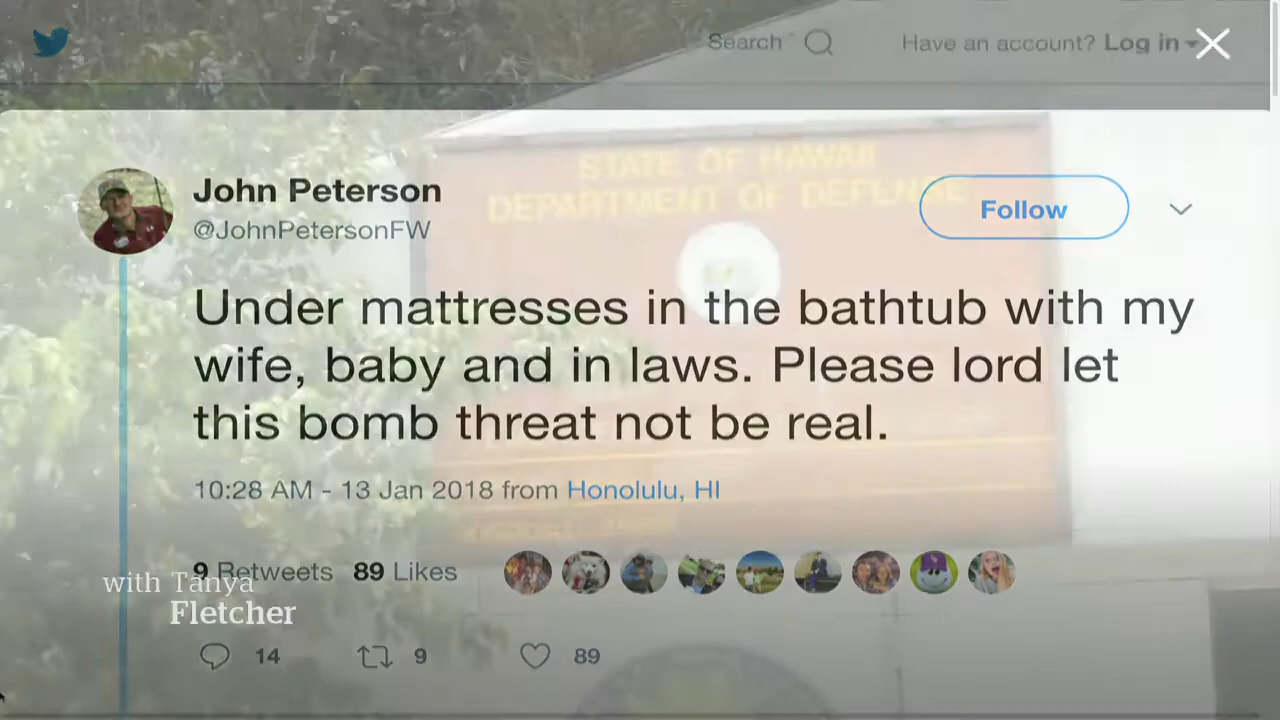 Search
Have an account? Log in
John Peterson
@JohnPetersonFW
Follow
STATE OF HAWAII
DEPARTMENT OF DEFENSE
Under mattresses in the bathtub with my
wife, baby and in laws. Please lord let
this bomb threat not be real.
10:28 AM - 13 Jan 2018 from Honolulu, HI
9 Retweets 89 Likes
with Tanya
Fletcher
14 9 89